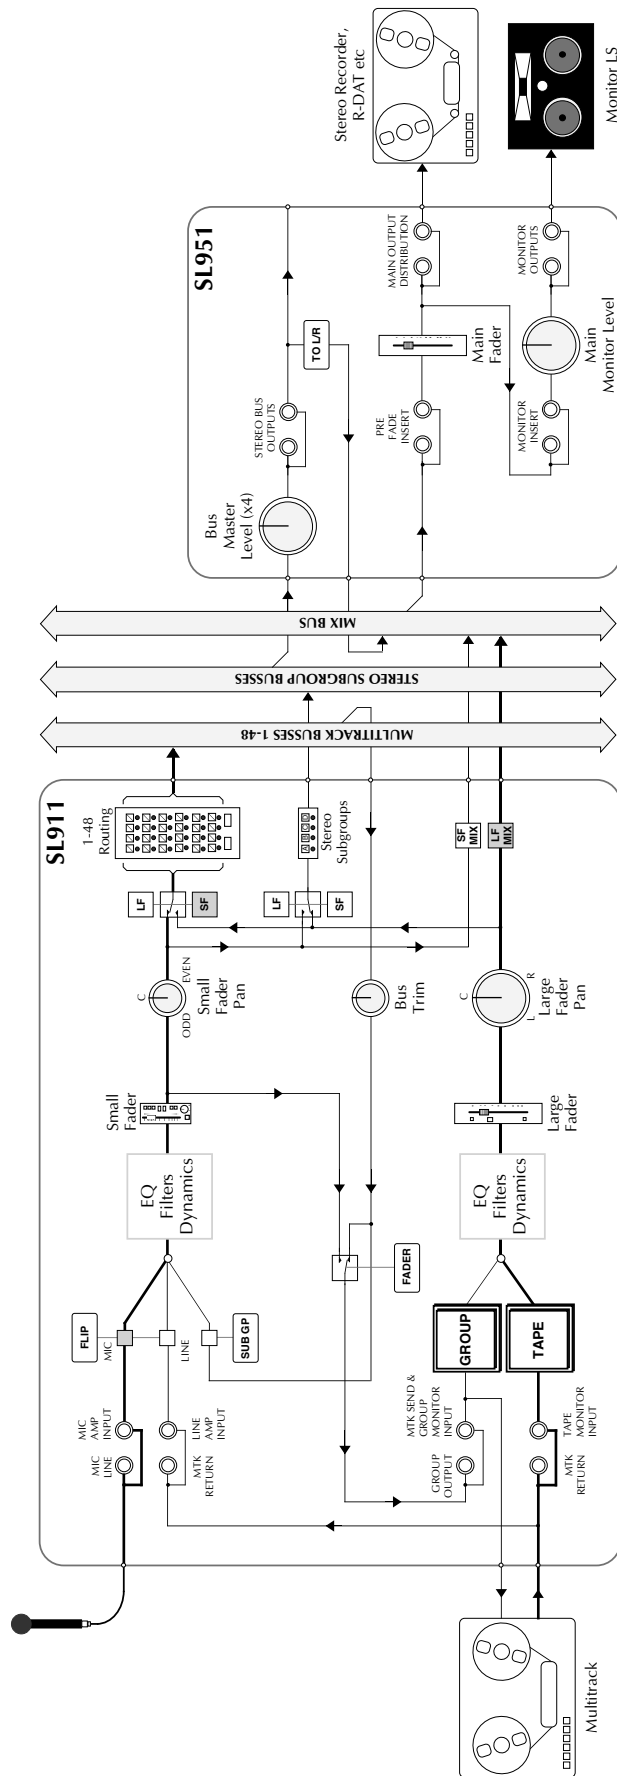 SL911
MIC
LINE
MIC
AMP
INPUT
MTK
RETURN
LINE
AMP
INPUT
FLIP
MIC
LINE
SUB GP
EQ
Filters
Dynamics
Small
Fader
C
ODD
EVEN
Small Fader
Pan
LF
SF
1-48
Routing
LF
SF
A
B
C
D
Stereo
Subgroups
FADER
Bus
Trim
GROUP
OUTPUT
MTK SEND &
GROUP
MONITOR
INPUT
MTK
RETURN
TAPE
MONITOR
INPUT
GROUP
TAPE
EQ
Filters
Dynamics
Large
Fader
C
L
R
Large Fader
Pan
SF
MIX
LF
MIX
Multitrack
MULTITRACK BUSSES 1-48
STEREO SUBGROUP BUSSES
MIX BUS
SL951
Bus
Master
Level (x4)
STEREO BUS
OUTPUTS
TO L/R
PRE
FADE
INSERT
Main
Fader
MAIN OUTPUT
DISTRIBUTION
MONITOR
INSERT
Main
Monitor Level
MONITOR
OUTPUTS
Stereo Recorder,
R-DAT etc
Monitor LS